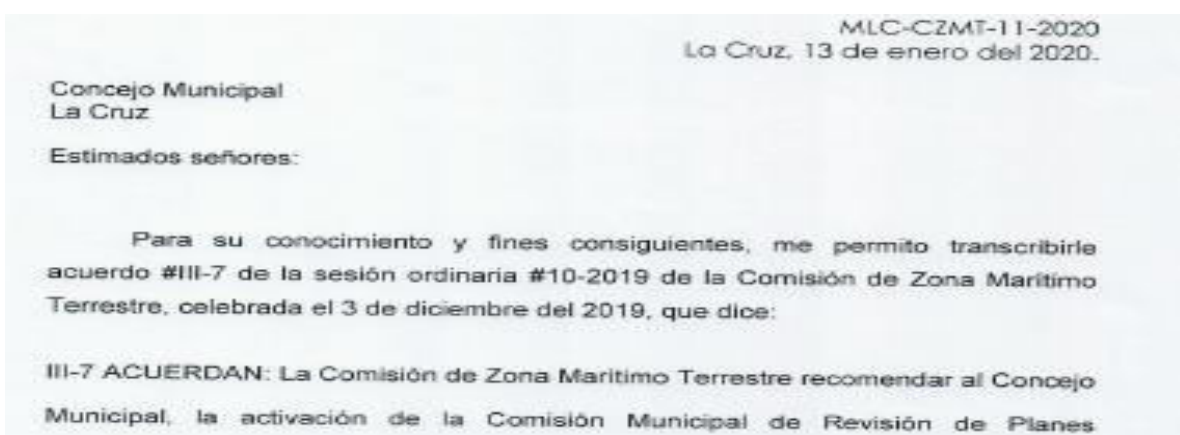 MLC-CZMT-11-2020
La Cruz, 13 de enero del 2020.
Concejo Municipal
La Cruz
Estimados señores:
Para su conocimiento y fines consiguientes, me permito transcribirle
acuerdo #III-7 de la sesión ordinaria #10-2019 de la Comisión de Zona Marítimo
Terrestre, celebrada el 3 de diciembre del 2019, que dice:
III-7 ACUERDAN: La Comisión de Zona Marítimo Terrestre recomendar al Concejo
Municipal, la activación de la Comisión Municipal de Revisión de Planes